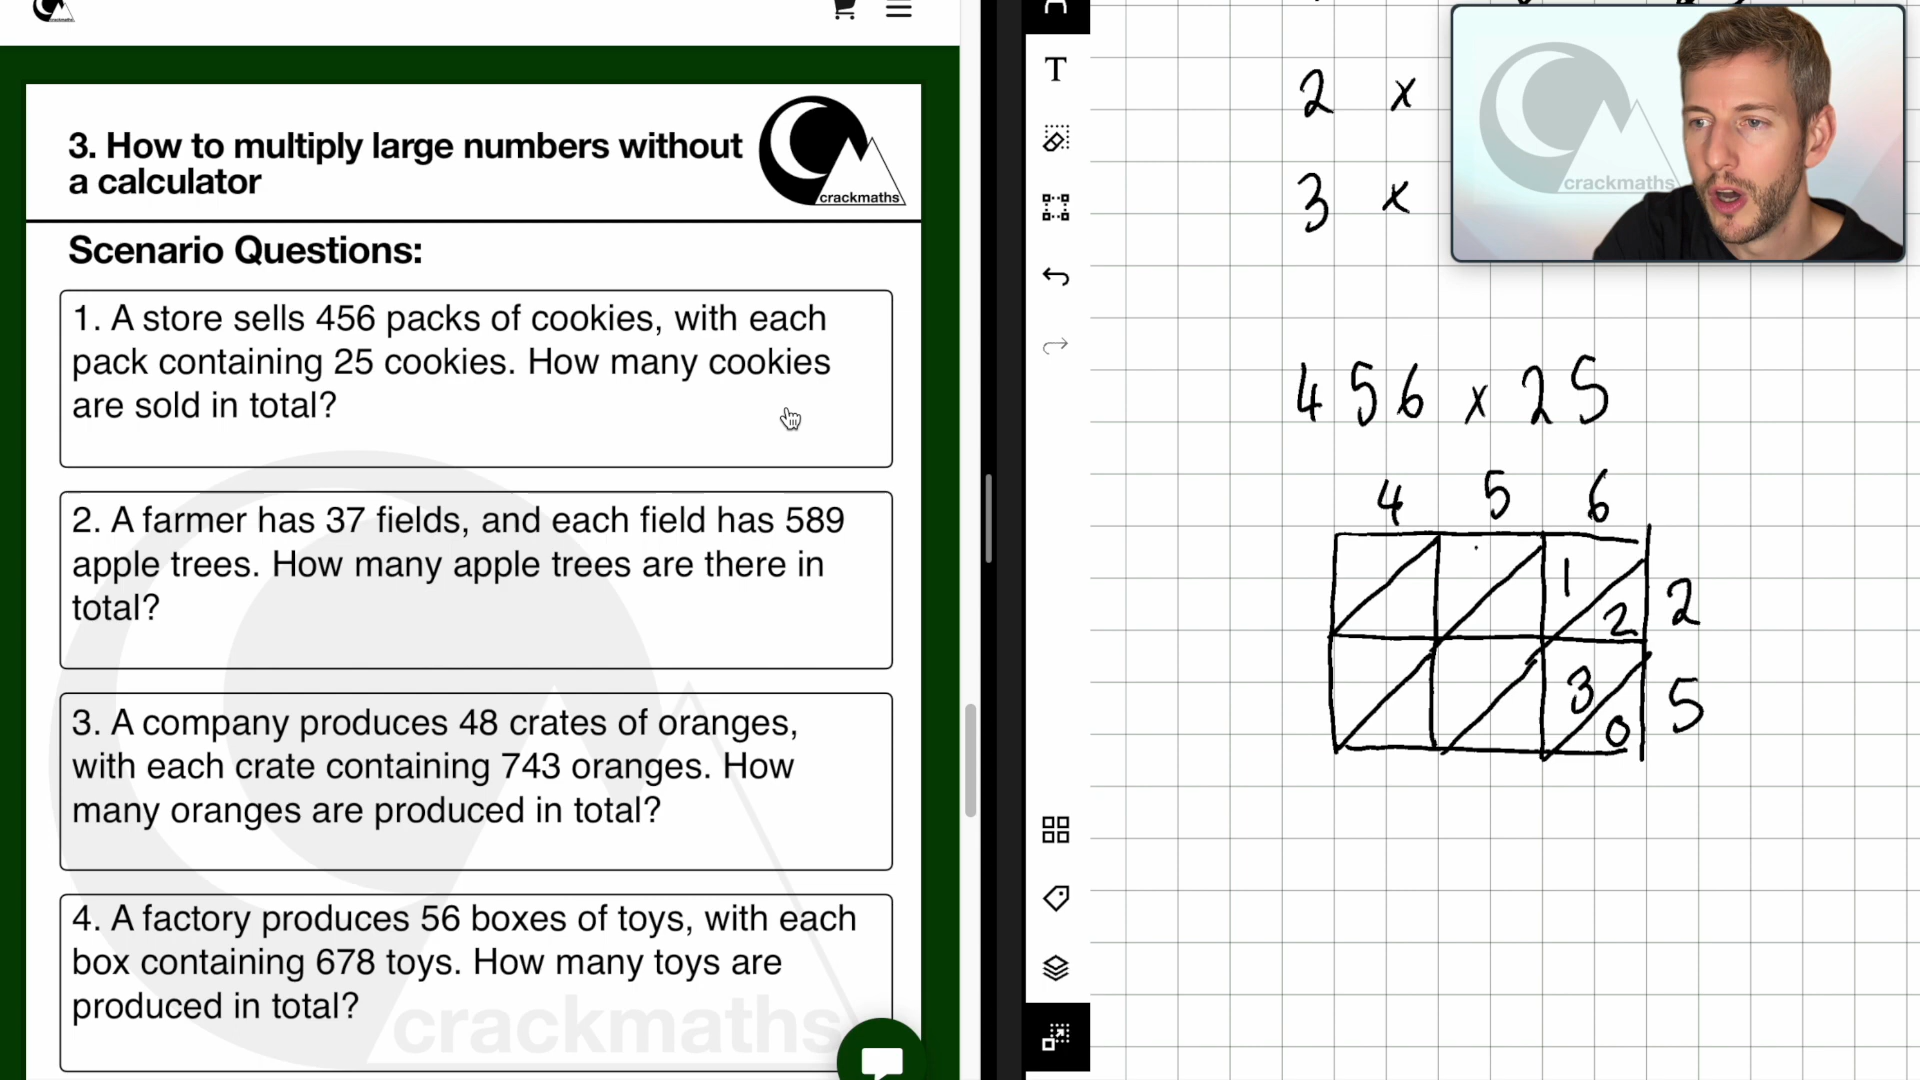 3. How to multiply large numbers without
a calculator
crackmaths
Scenario Questions:
1. A store sells 456 packs of cookies, with each
pack containing 25 cookies. How many cookies
are sold in total?
2. A farmer has 37 fields, and each field has 589
apple trees. How many apple trees are there in
total?
3. A company produces 48 crates of oranges,
with each crate containing 743 oranges. How
many oranges are produced in total?
4. A factory produces 56 boxes of toys, with each
box containing 678 toys. How many toys are
produced in total?
crackmaths
T
2 x
3 x
crackmaths
456 x 25
4 5 6
1
2 2
3 5
0